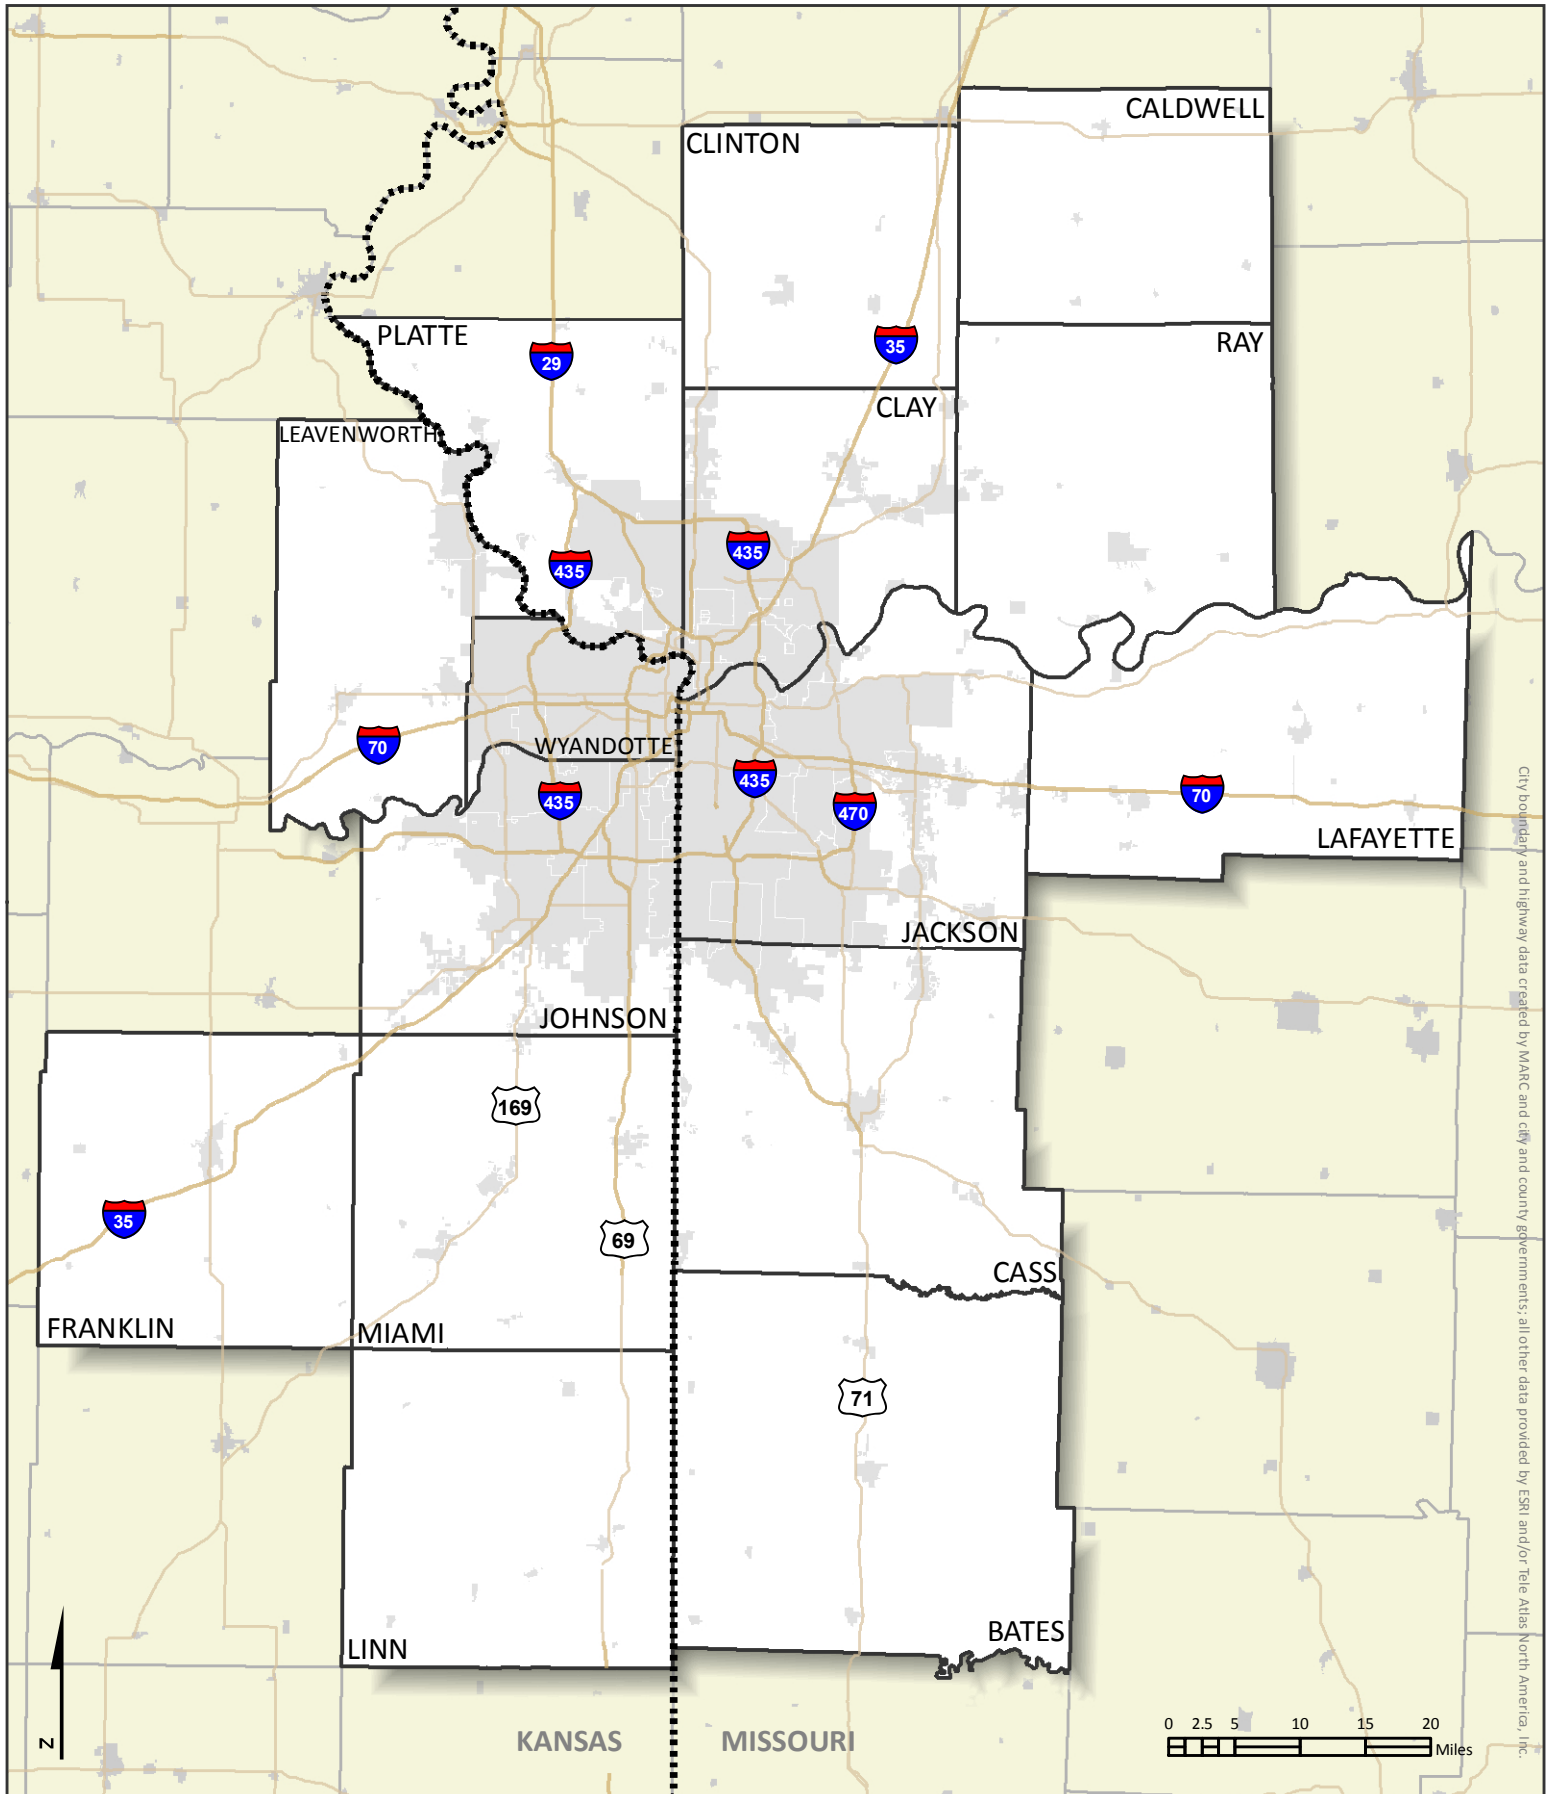 CALDWELL
CLINTON
PLATTE
29
35
RAY
CLAY
LEAVENWORTH
435
435
70
WYANDOTTE
435
435
470
70
LAFAYETTE
JACKSON
JOHNSON
169
35
69
CASS
FRANKLIN
MIAMI
71
BATES
LINN
KANSAS
MISSOURI
0 2.5 5 10 15 20
Miles
N
City boundary and highway data created by MARC and city and county governments; all other data provided by ESRI and/or Tele Atlas North America, Inc.